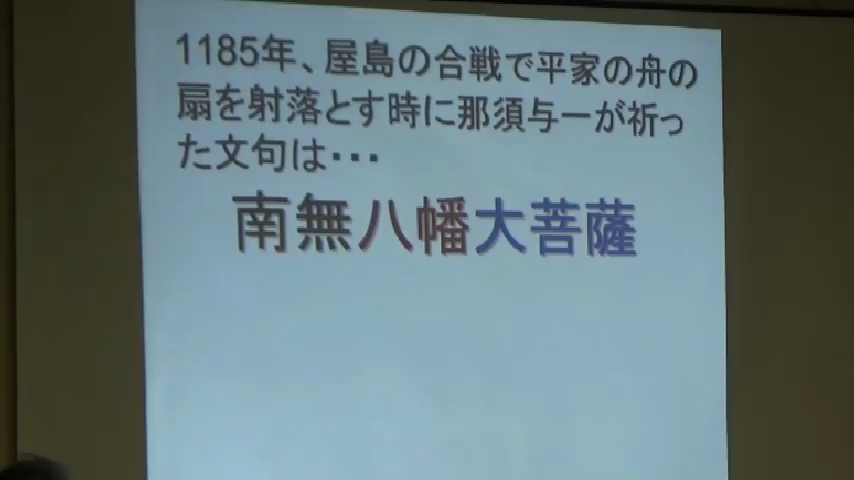 1185年、屋島の合戦で平家の舟の
扇を射落とす時に那須与一が祈っ
た文句は・・・
南無八幡大菩薩